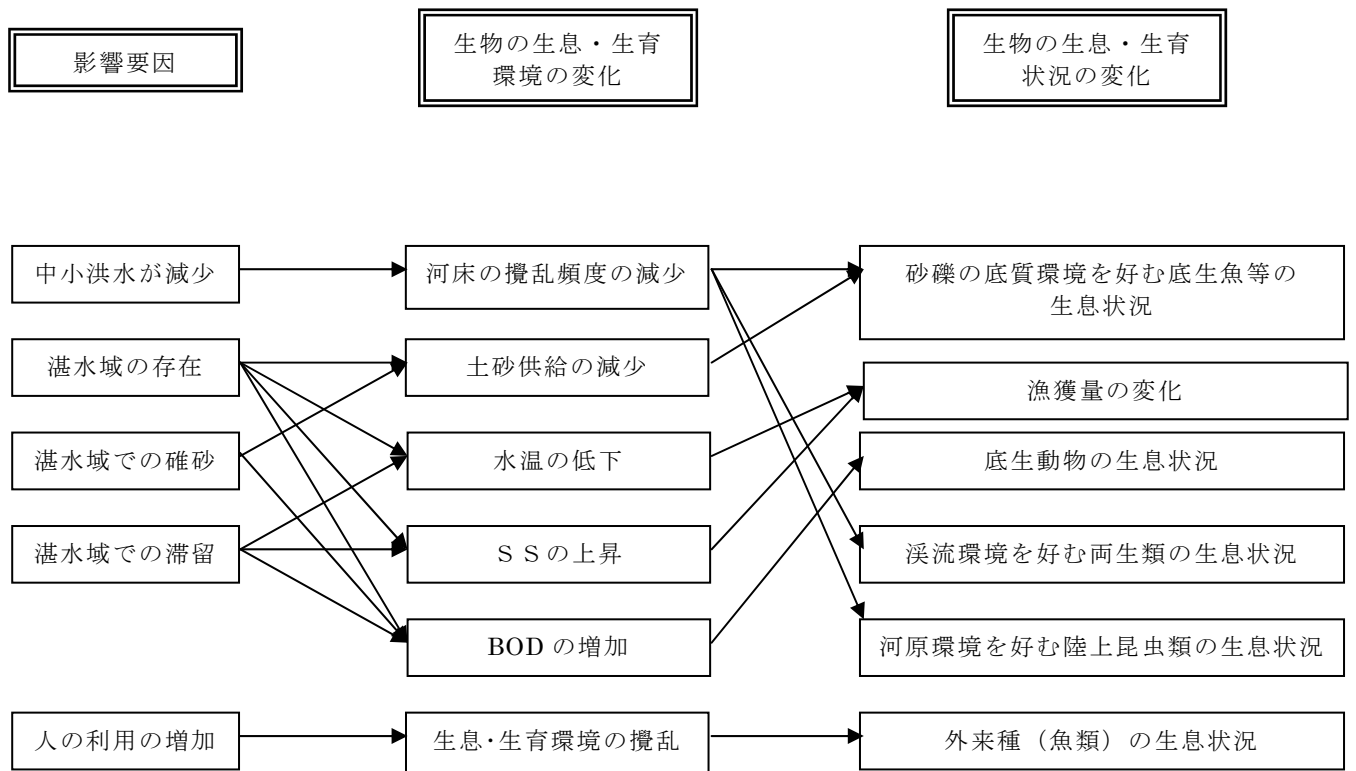 影響要因
生物の生息・生育
環境の変化
生物の生息・生育
状況の変化
中小洪水が減少
河床の攪乱頻度の減少
砂礫の底質環境を好む底生魚等の
生息状況
湛水域の存在
土砂供給の減少
漁獲量の変化
湛水域での碓砂
水温の低下
底生動物の生息状況
湛水域での滞留
ＳＳの上昇
渓流環境を好む両生類の生息状況
BOD の増加
河原環境を好む陸上昆虫類の生息状況
人の利用の増加
生息･生育環境の攪乱
外来種（魚類）の生息状況